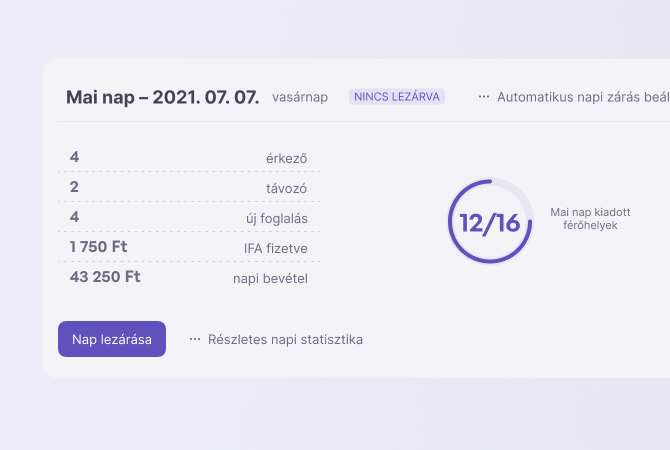 Mai nap – 2021. 07. 07. vasárnap NINCS LEZÁRVA ··· Automatikus napi zárás
4 érkező
2 távozó
4 új foglalás
1 750 Ft IFA fizetve
43 250 Ft napi bevétel
12/16
Mai nap kiadott
férőhelyek
Nap lezárása ··· Részletes napi statisztika